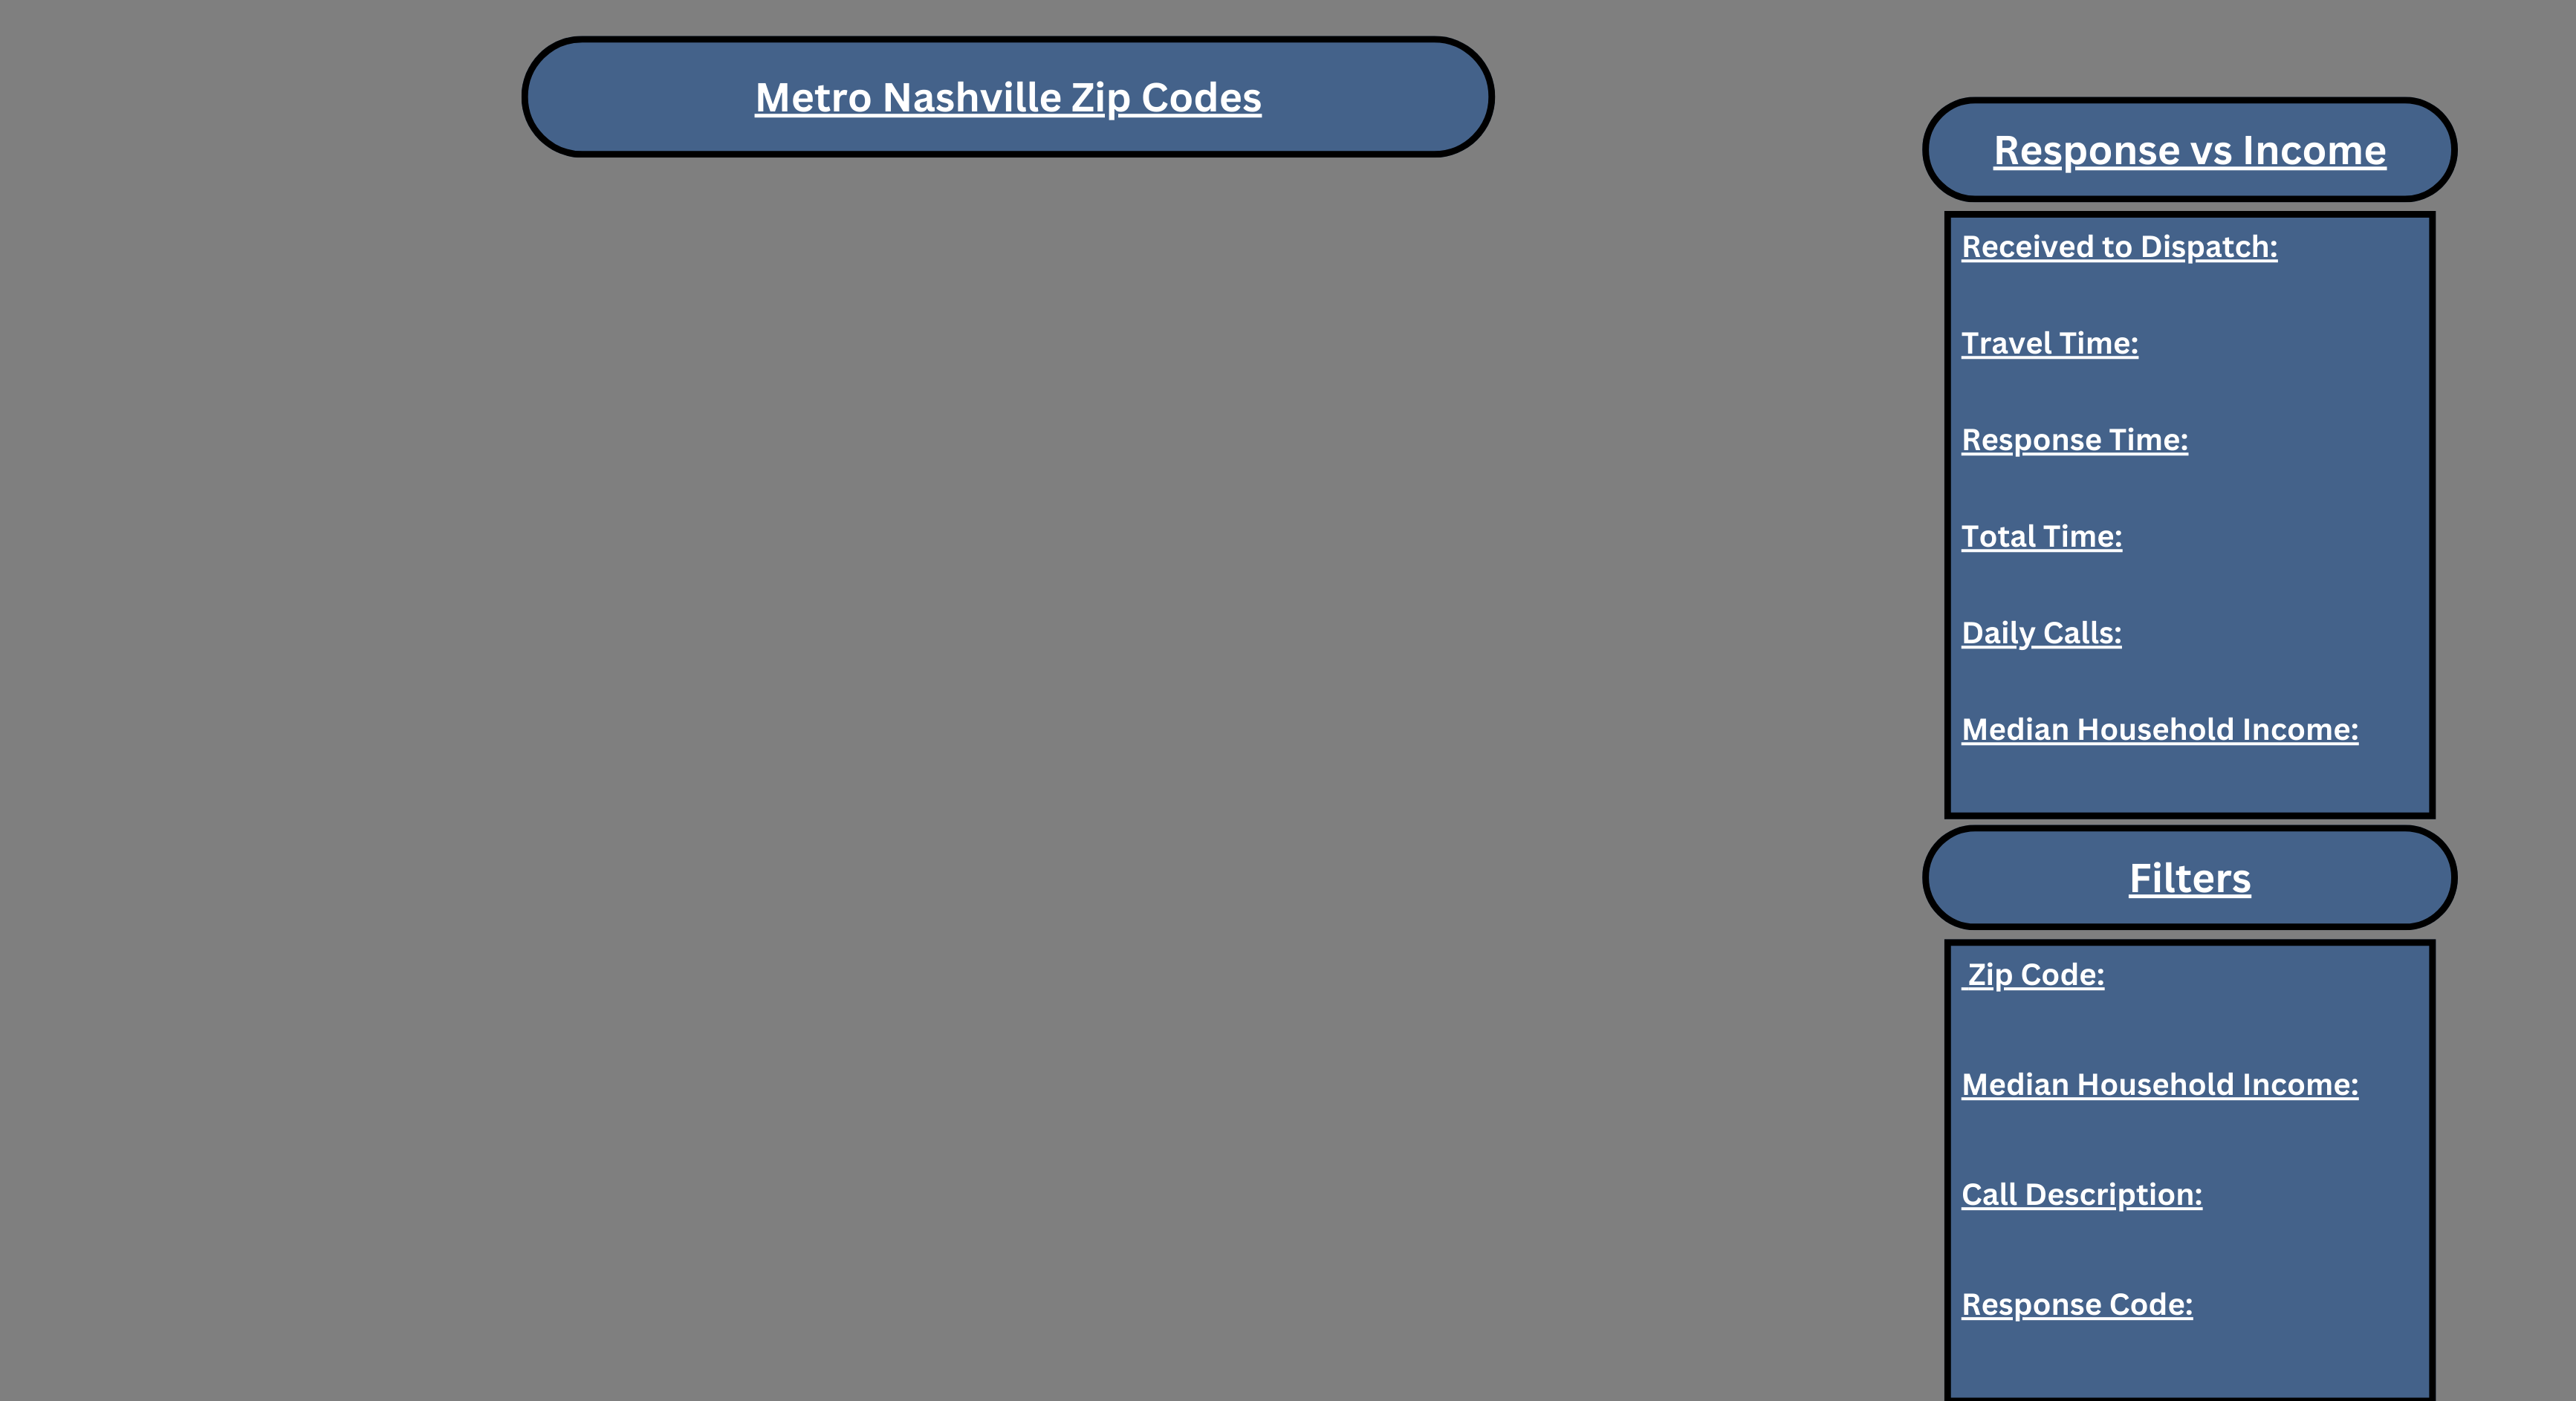 Metro Nashville Zip Codes
Response vs Income
Received to Dispatch:
Travel Time:
Response Time:
Total Time:
Daily Calls:
Median Household Income:
Filters
Zip Code:
Median Household Income:
Call Description:
Response Code: